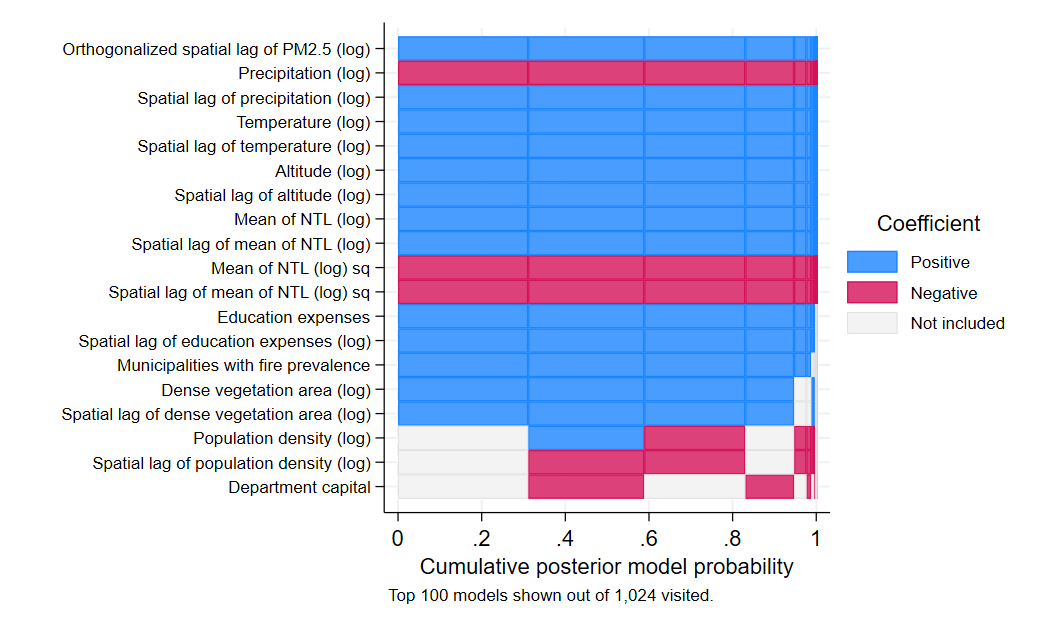 Orthogonalized spatial lag of PM2.5 (log)
Precipitation (log)
Spatial lag of precipitation (log)
Temperature (log)
Spatial lag of temperature (log)
Altitude (log)
Spatial lag of altitude (log)
Mean of NTL (log)
Spatial lag of mean of NTL (log)
Mean of NTL (log) sq
Spatial lag of mean of NTL (log) sq
Education expenses
Spatial lag of education expenses (log)
Municipalities with fire prevalence
Dense vegetation area (log)
Spatial lag of dense vegetation area (log)
Population density (log)
Spatial lag of population density (log)
Department capital
0 .2 .4 .6 .8 1
Cumulative posterior model probability
Top 100 models shown out of 1,024 visited.
Coefficient
Positive
Negative
Not included